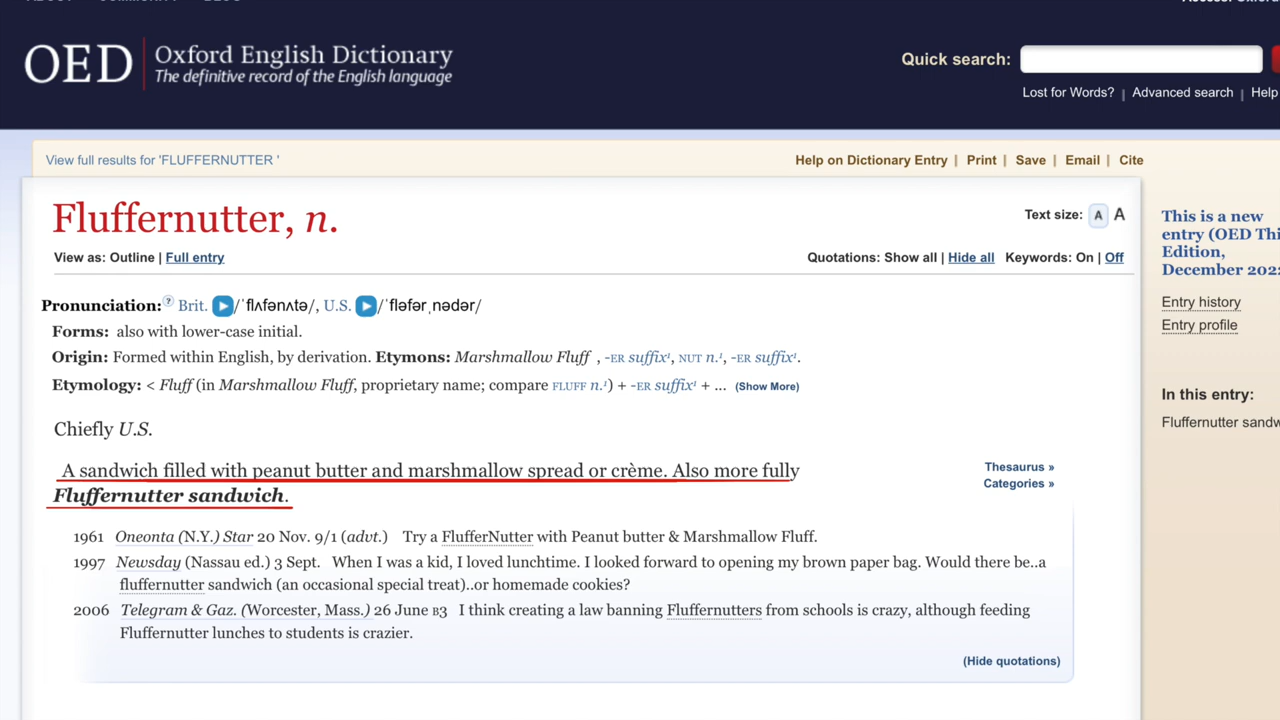 ABOUT COMMUNITY BLOG
Access: Oxford
OED Oxford English Dictionary
The definitive record of the English language
Quick search:
Lost for Words? | Advanced search | Help
View full results for 'FLUFFERNUTTER '
Help on Dictionary Entry | Print | Save | Email | Cite
Fluffernutter, n.
Text size: A A
View as: Outline | Full entry
Quotations: Show all | Hide all Keywords: On | Off
Pronunciation:? Brit. /ˈflʌfənʌtə/, U.S. /ˈfləfərˌnədər/
Forms: also with lower-case initial.
Origin: Formed within English, by derivation. Etymons: Marshmallow Fluff , -ER suffix¹, NUT n.¹, -ER suffix¹.
Etymology: < Fluff (in Marshmallow Fluff, proprietary name; compare FLUFF n.¹) + -ER suffix¹ + ... (Show More)
Chiefly U.S.
A sandwich filled with peanut butter and marshmallow spread or crème. Also more fully
Fluffernutter sandwich.
Thesaurus »
Categories »
1961 Oneonta (N.Y.) Star 20 Nov. 9/1 (advt.) Try a FlufferNutter with Peanut butter & Marshmallow Fluff.
1997 Newsday (Nassau ed.) 3 Sept. When I was a kid, I loved lunchtime. I looked forward to opening my brown paper bag. Would there be..a
fluffernutter sandwich (an occasional special treat)..or homemade cookies?
2006 Telegram & Gaz. (Worcester, Mass.) 26 June B3 I think creating a law banning Fluffernutters from schools is crazy, although feeding
Fluffernutter lunches to students is crazier.
(Hide quotations)
This is a new
entry (OED Thi
Edition,
December 202
Entry history
Entry profile
In this entry:
Fluffernutter sandw